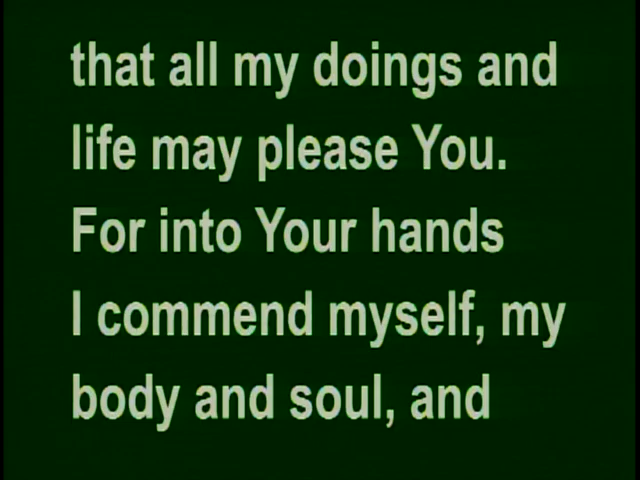 that all my doings and
life may please You.
For into Your hands
I commend myself, my
body and soul, and